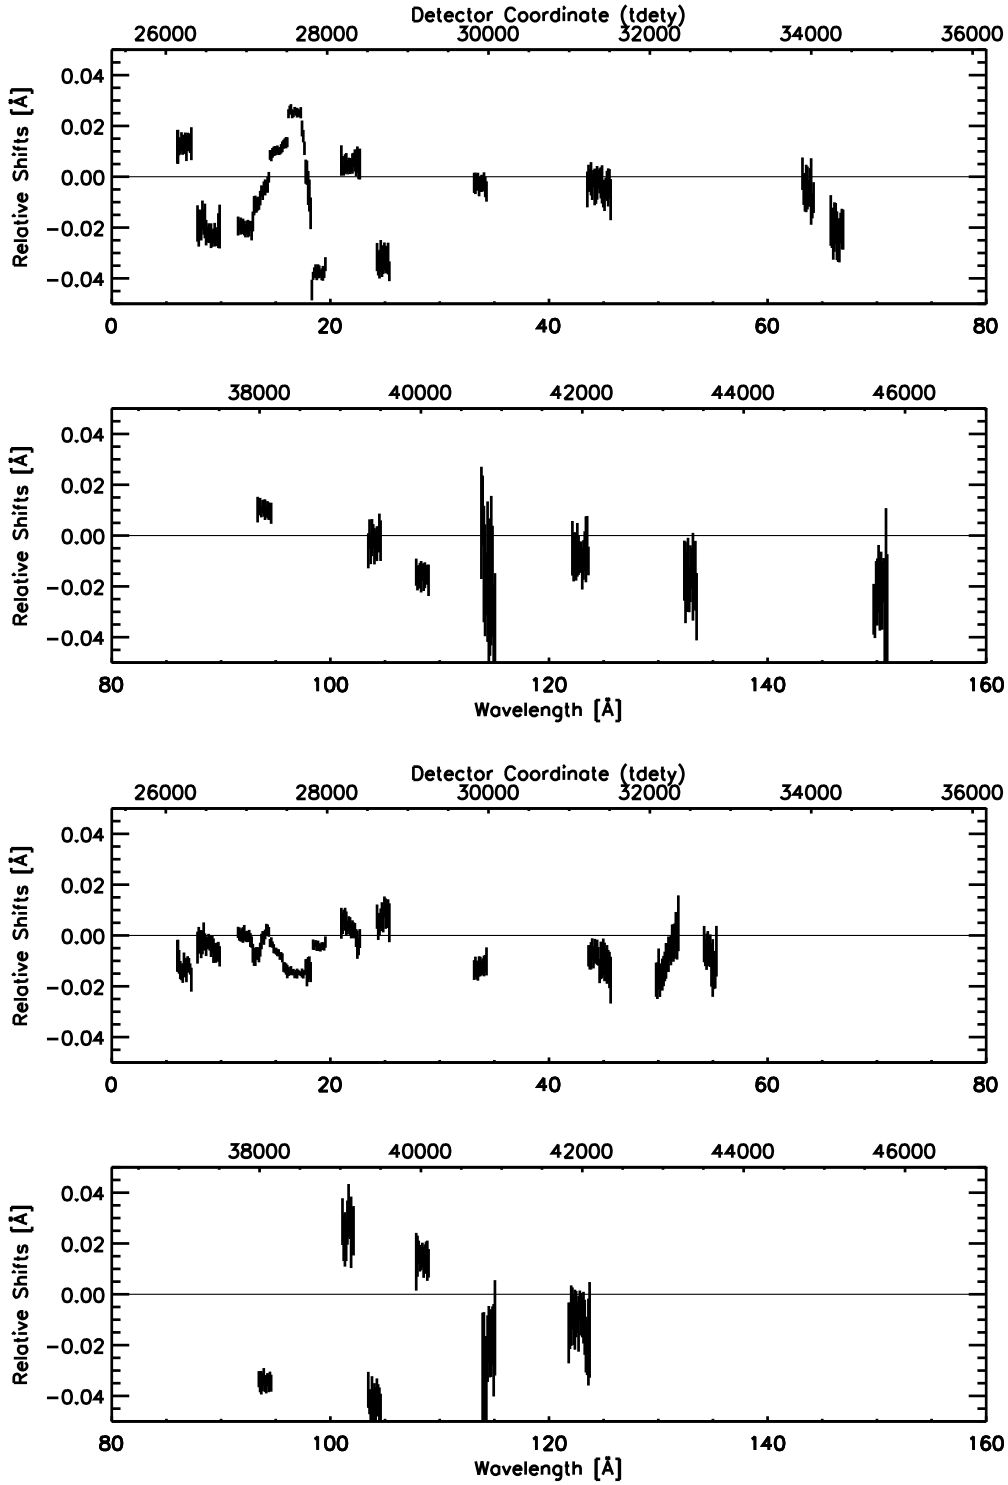 Detector Coordinate (tdety)
26000 28000 30000 32000 34000 36000
0.04
0.02
0.00
−0.02
−0.04
Relative Shifts [Å]
0 20 40 60 80
38000 40000 42000 44000 46000
0.04
0.02
0.00
−0.02
−0.04
Relative Shifts [Å]
80 100 120 140 160
Wavelength [Å]
Detector Coordinate (tdety)
26000 28000 30000 32000 34000 36000
0.04
0.02
0.00
−0.02
−0.04
Relative Shifts [Å]
0 20 40 60 80
38000 40000 42000 44000 46000
0.04
0.02
0.00
−0.02
−0.04
Relative Shifts [Å]
80 100 120 140 160
Wavelength [Å]